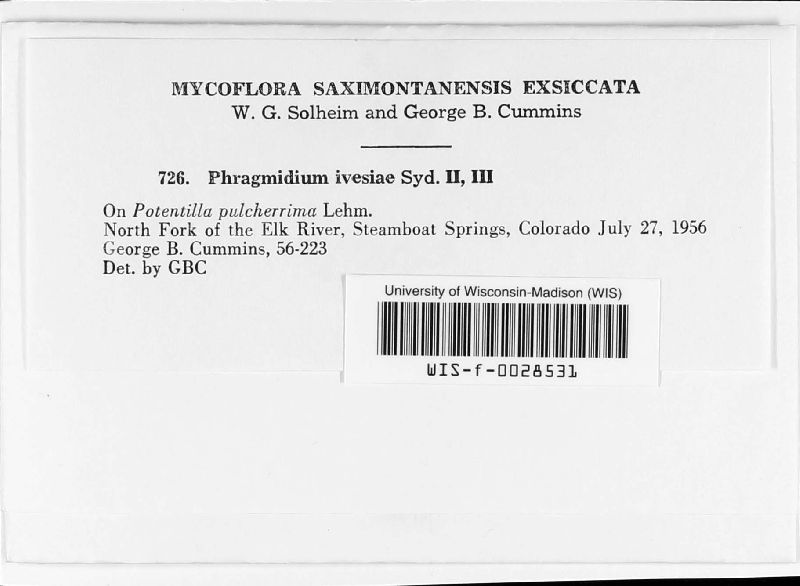 MYCOFLORA SAXIMONTANENSIS EXSICCATA
W. G. Solheim and George B. Cummins
726. Phragmidium ivesiae Syd. II, III
On Potentilla pulcherrima Lehm.
North Fork of the Elk River, Steamboat Springs, Colorado July 27, 1956
George B. Cummins, 56-223
Det. by GBC
University of Wisconsin-Madison (WIS)
WIS-f-0028531